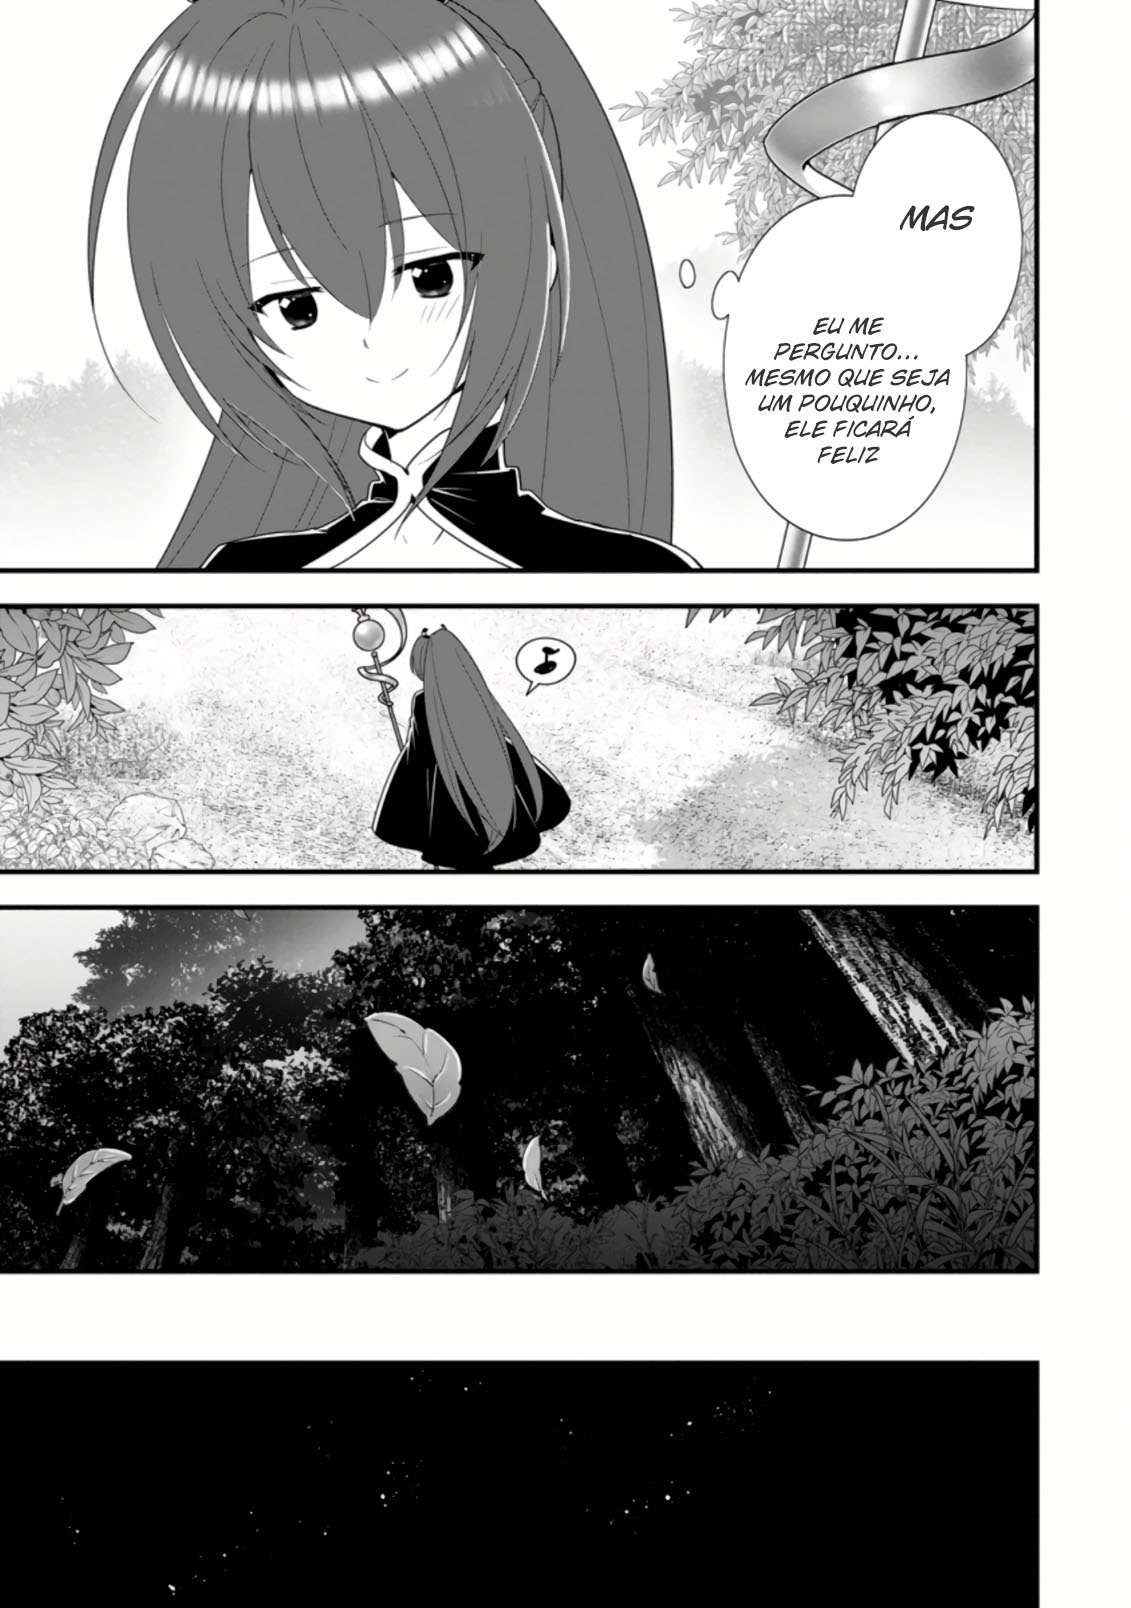 MAS
EU ME
PERGUNTO...
MESMO QUE SEJA
UM POUQUINHO,
ELE FICARÁ
FELIZ